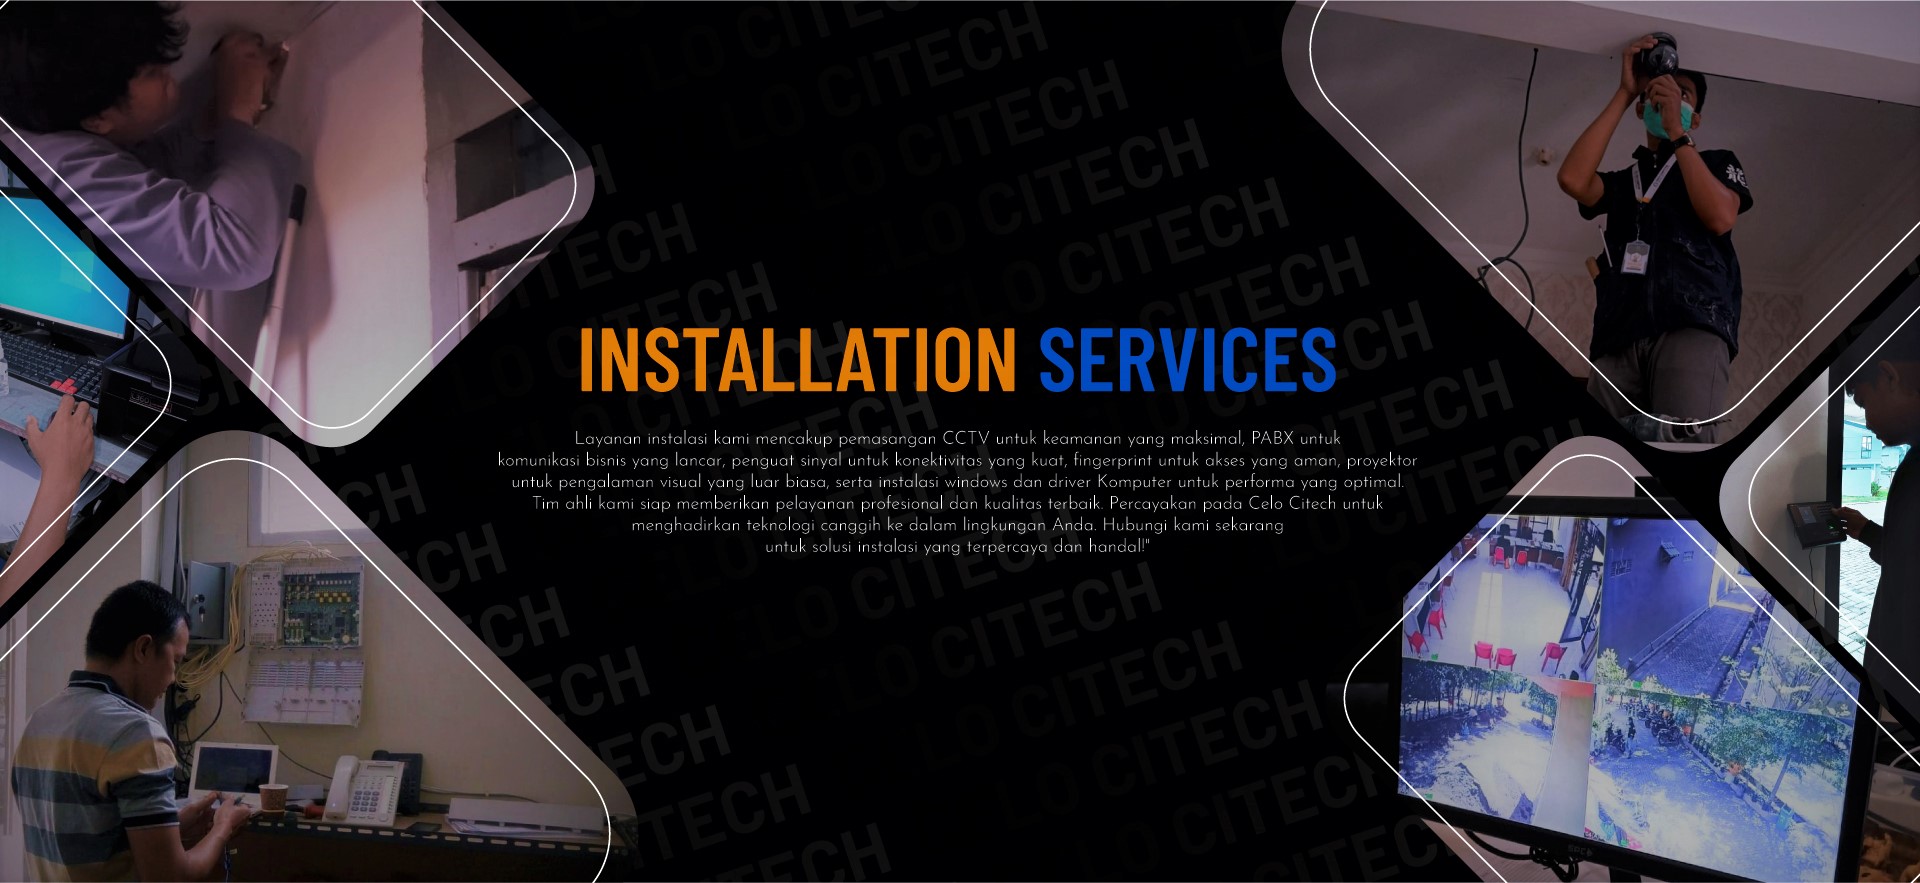 INSTALLATION SERVICES
Layanan instalasi kami mencakup pemasangan CCTV untuk keamanan yang maksimal, PABX untuk
komunikasi bisnis yang lancar, penguat sinyal untuk konektivitas yang kuat, fingerprint untuk akses yang aman, proyektor
untuk pengalaman visual yang luar biasa, serta instalasi windows dan driver Komputer untuk performa yang optimal.
Tim ahli kami siap memberikan pelayanan profesional dan kualitas terbaik. Percayakan pada Celo Citech untuk
menghadirkan teknologi canggih ke dalam lingkungan Anda. Hubungi kami sekarang
untuk solusi instalasi yang terpercaya dan handal!"